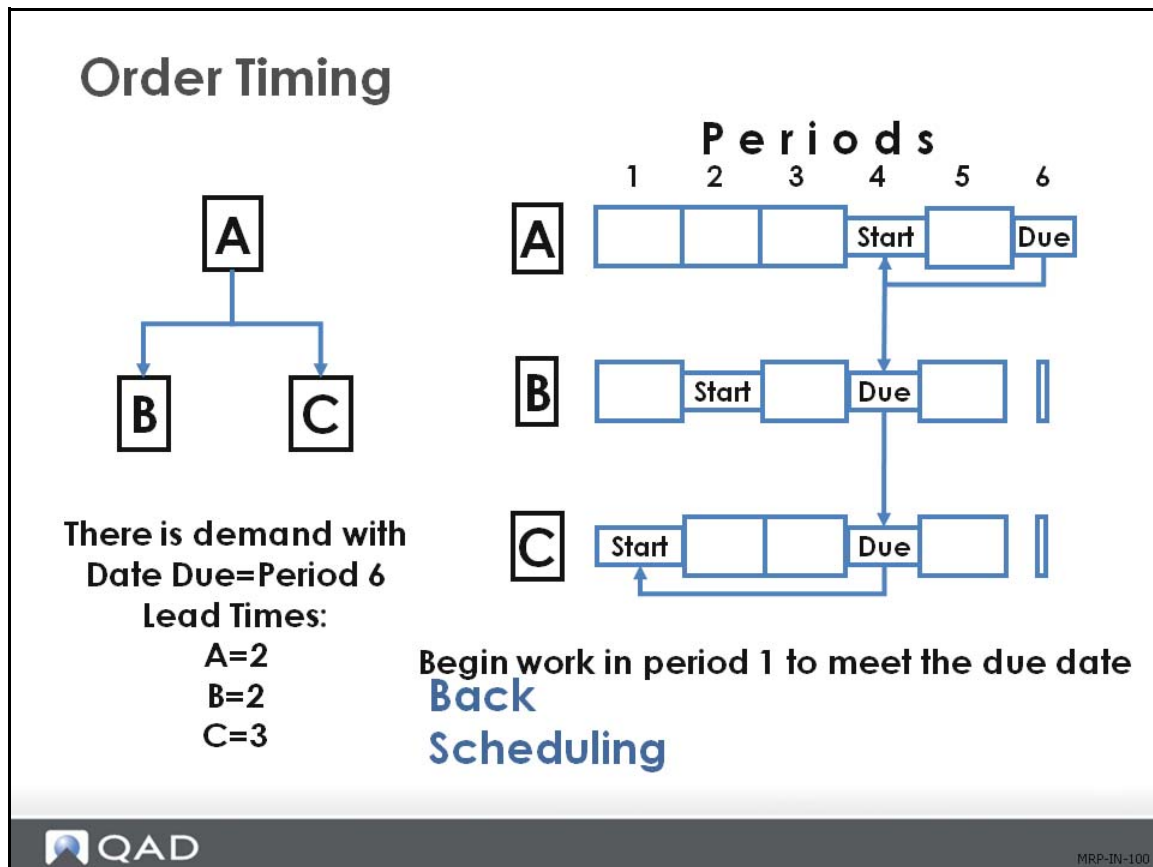 Order Timing
Periods
1 2 3 4 5 6
A
A Start Due
B C
B Start Due
C Start Due
There is demand with
Date Due=Period 6
Lead Times:
A=2
B=2
C=3
Begin work in period 1 to meet the due date
Back
Scheduling
QAD
MRP-IN-100